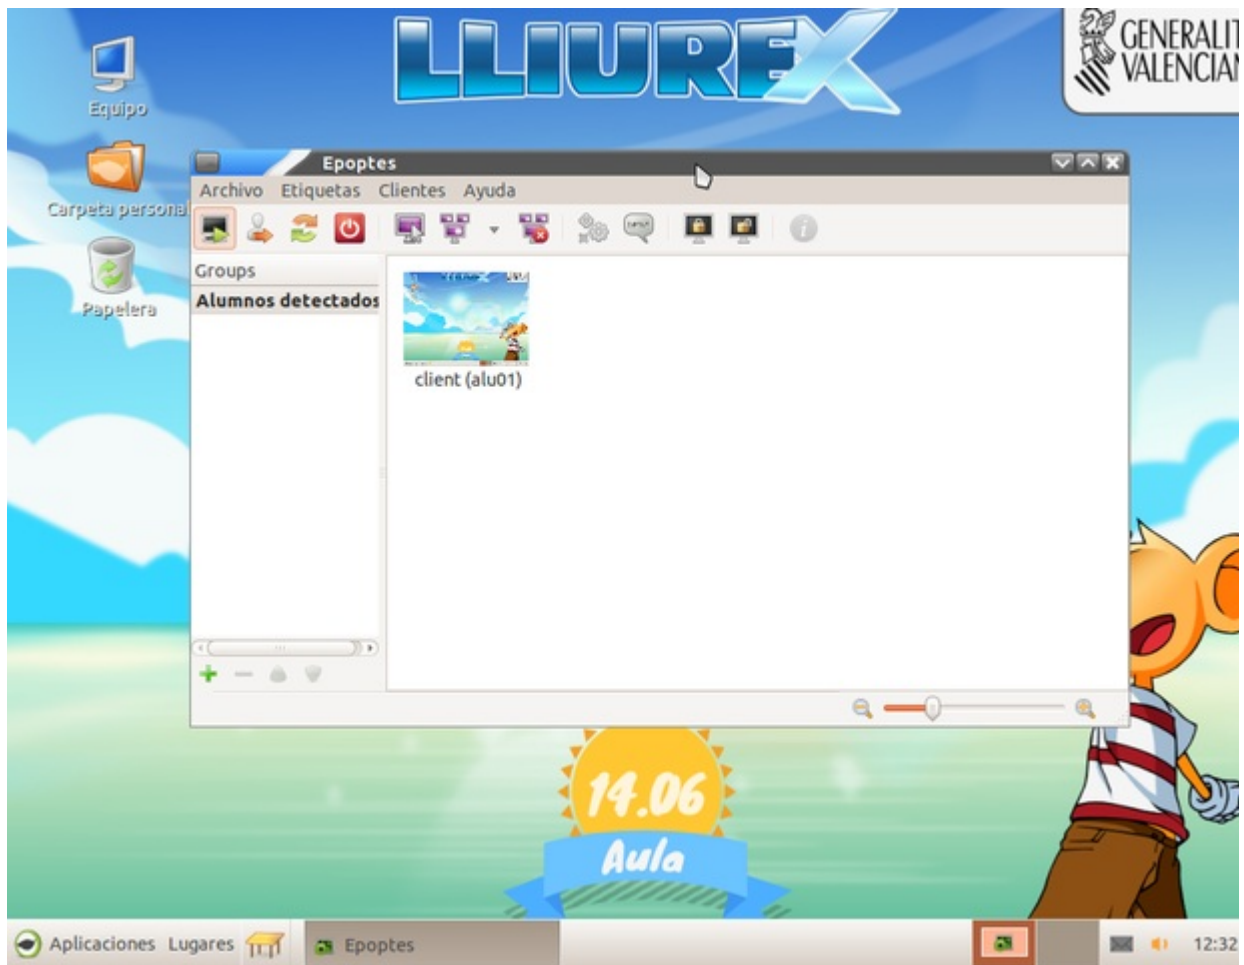 LLIUREX
GENERALIT
VALENCIAN
Equipo
Carpeta personal
Papelera
Epoptes
Archivo Etiquetas Clientes Ayuda
Groups
Alumnos detectados
client (alu01)
14.06
Aula
Aplicaciones Lugares Epoptes 12:32